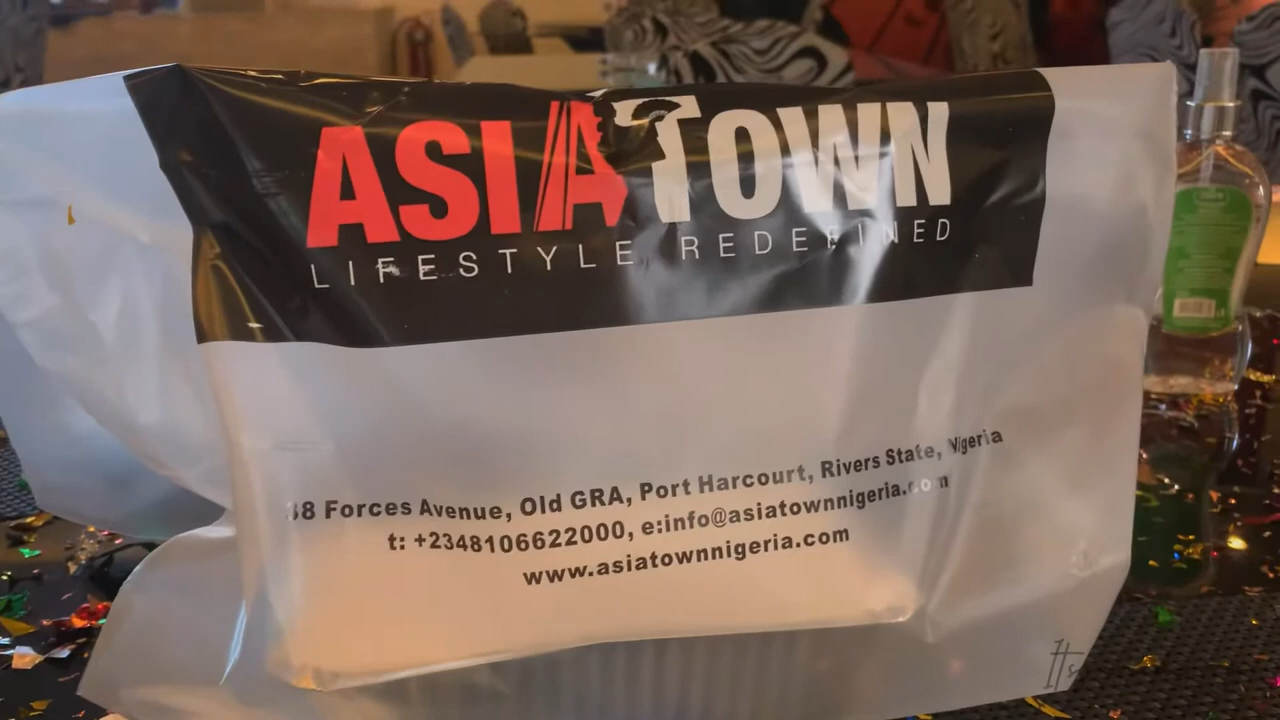 ASIATOWN
LIFESTYLE REDEFINED
38 Forces Avenue, Old GRA, Port Harcourt, Rivers State, Nigeria
t: +2348106622000, e:info@asiatownnigeria.com
www.asiatownnigeria.com